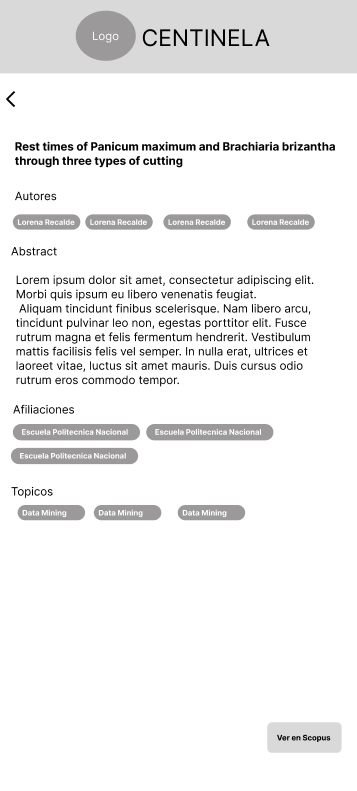 Logo
CENTINELA
Rest times of Panicum maximum and Brachiaria brizantha
through three types of cutting
Autores
Lorena Recalde Lorena Recalde Lorena Recalde Lorena Recalde
Abstract
Lorem ipsum dolor sit amet, consectetur adipiscing elit.
Morbi quis ipsum eu libero venenatis feugiat.
Aliquam tincidunt finibus scelerisque. Nam libero arcu,
tincidunt pulvinar leo non, egestas porttitor elit. Fusce
rutrum magna et felis fermentum hendrerit. Vestibulum
mattis facilisis felis vel semper. In nulla erat, ultrices et
laoreet vitae, luctus sit amet mauris. Duis cursus odio
rutrum eros commodo tempor.
Afiliaciones
Escuela Politecnica Nacional Escuela Politecnica Nacional
Escuela Politecnica Nacional
Topicos
Data Mining Data Mining Data Mining
Ver en Scopus